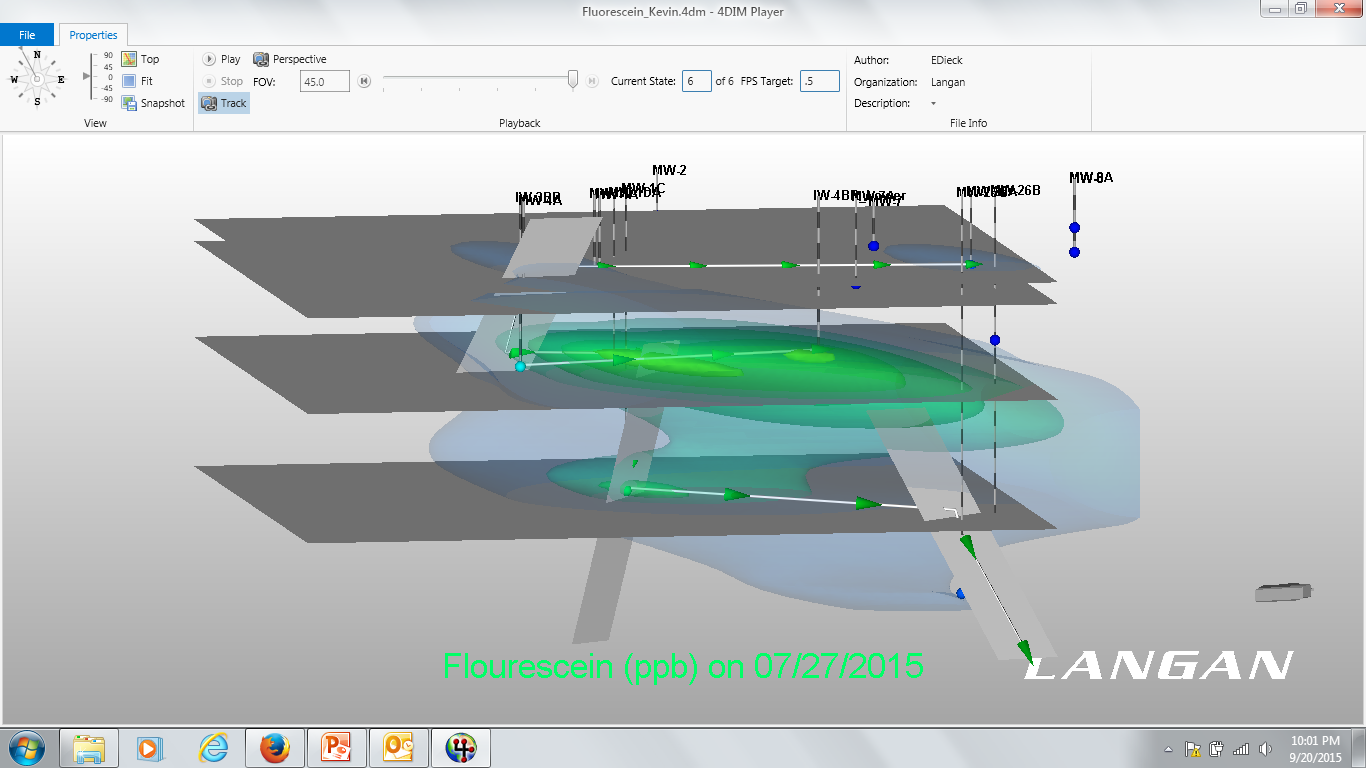 Fluorescein_Kevin.4dm - 4DIM Player
File
Properties
N
W
E
S
90
45
0
-45
-90
Top
Fit
Snapshot
View
Play
Stop
Track
Perspective
FOV:
45.0
Current State:
6
of 6
FPS Target:
.5
Playback
Author:
EDieck
Organization:
Langan
Description:
File Info
MW-2
MW-8A
MW-1C
IW-4BR
MW-7
MW-4A
MW-26B
Flourescein (ppb) on 07/27/2015
LANGAN
10:01 PM
9/20/2015